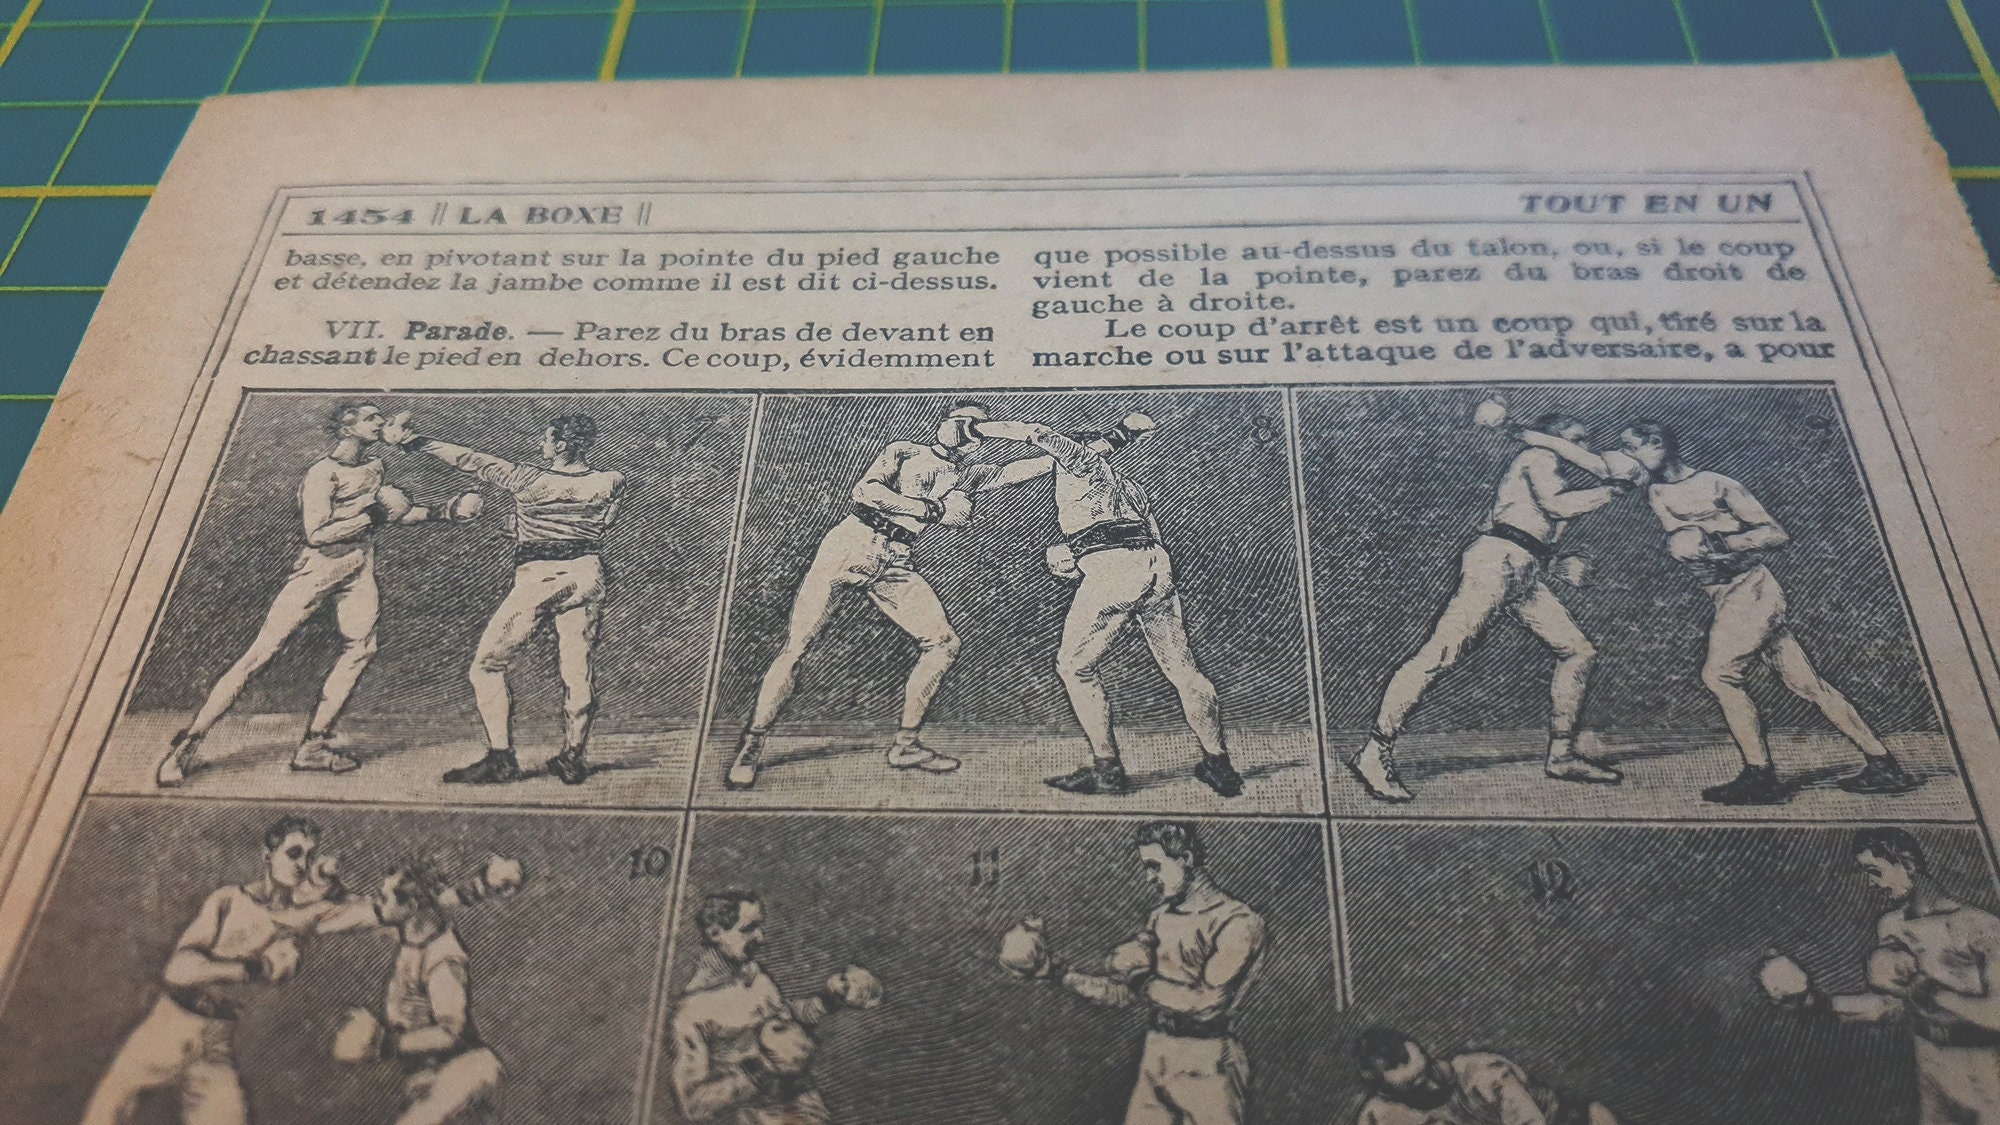 1454 || LA BOXE ||
TOUT EN UN
basse, en pivotant sur la pointe du pied gauche
et détendez la jambe comme il est dit ci-dessus.
VII. Parade. — Parez du bras de devant en
chassant le pied en dehors. Ce coup, évidemment
que possible au-dessus du talon, ou, si le coup
vient de la pointe, parez du bras droit de
gauche à droite.
Le coup d'arrêt est un coup qui, tiré sur la
marche ou sur l'attaque de l'adversaire, a pour
7
8
9
10
11
12